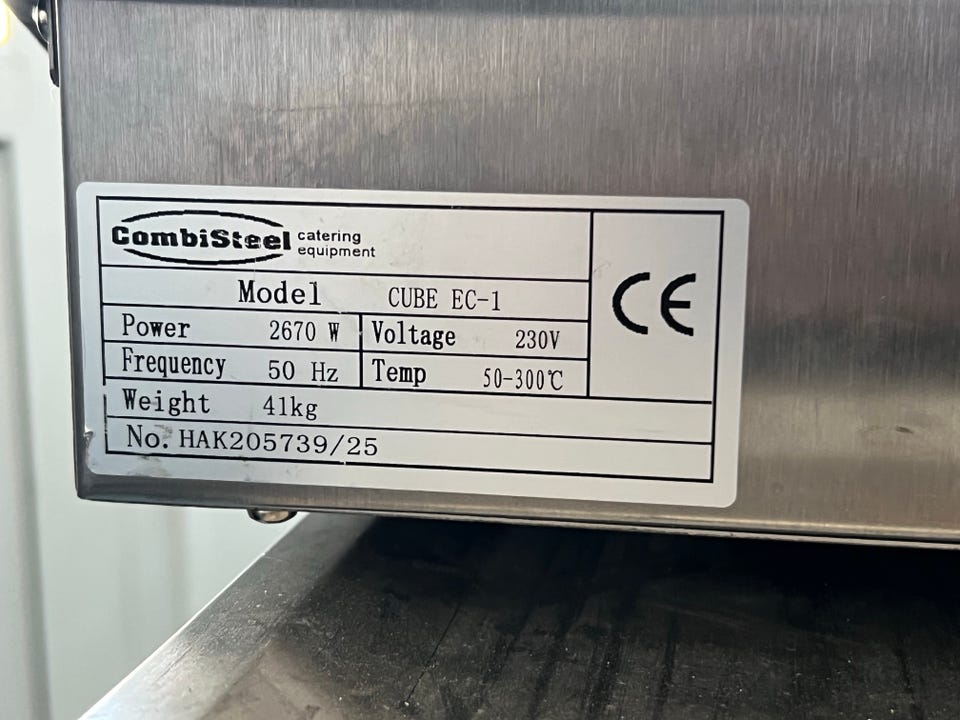 CombiSteel catering equipment
Model CUBE EC-1
Power 2670 W Voltage 230V
Frequency 50 Hz Temp 50-300℃
Weight 41kg
No. HAK205739/25
CE